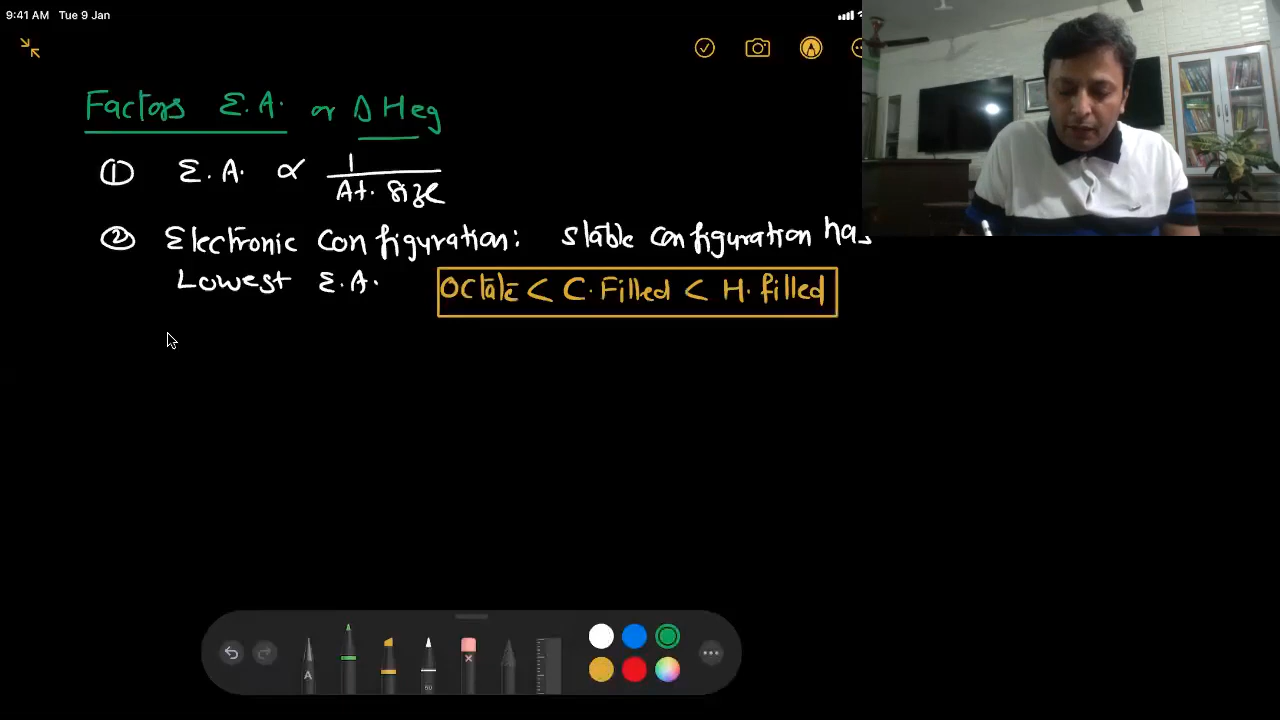 9:41 AM Tue 9 Jan
Factors E.A. or ΔHeg
① E.A. ∝ 1/At. Size
② Electronic Configuration: Stable Configuration has
Lowest E.A. Octate < C. Filled < H. filled
A
50